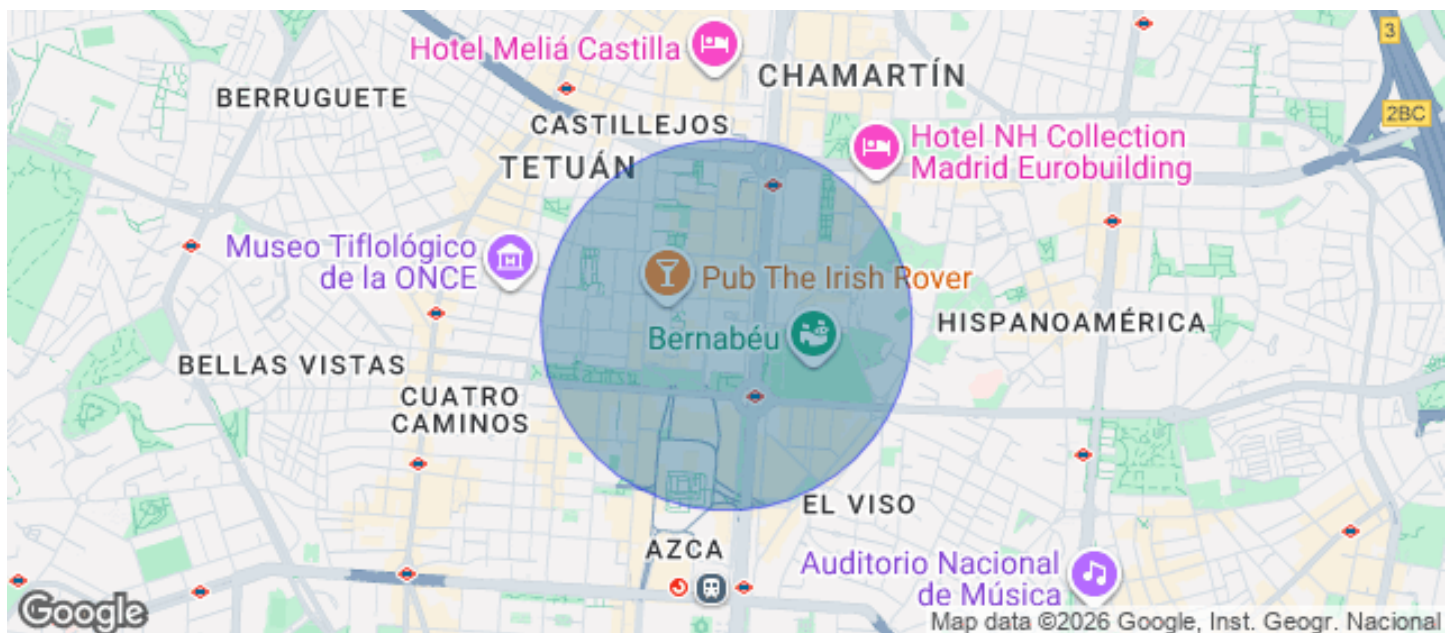 3
Hotel Meliá Castilla
CHAMARTÍN
BERRUGUETE
2BC
CASTILLEJOS
Hotel NH Collection
Madrid Eurobuilding
TETUÁN
Museo Tiflológico
de la ONCE
Pub The Irish Rover
Bernabéu
HISPANOAMÉRICA
BELLAS VISTAS
CUATRO
CAMINOS
EL VISO
AZCA
Auditorio Nacional
de Música
Google
Map data ©2026 Google, Inst. Geogr. Nacional